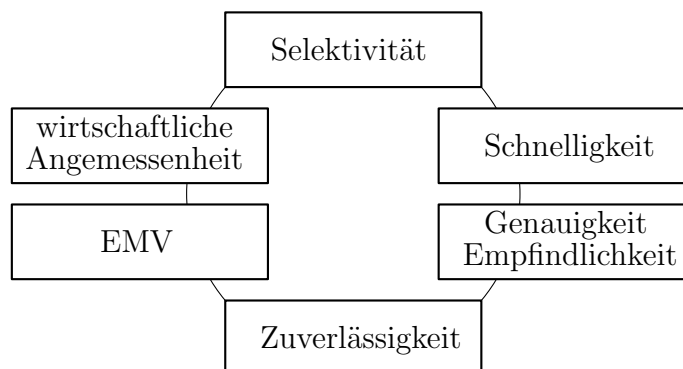 Selektivität
wirtschaftliche
Angemessenheit
Schnelligkeit
EMV
Genauigkeit
Empfindlichkeit
Zuverlässigkeit